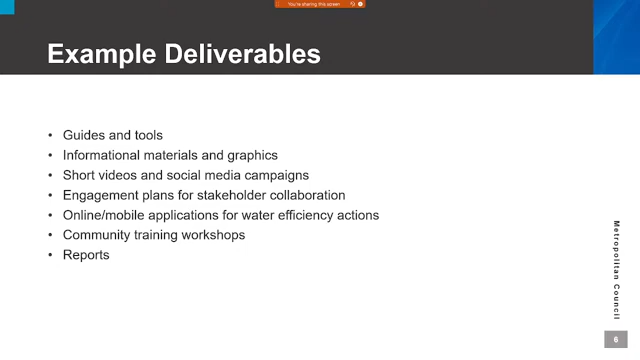 You're sharing this screen
Example Deliverables
• Guides and tools
• Informational materials and graphics
• Short videos and social media campaigns
• Engagement plans for stakeholder collaboration
• Online/mobile applications for water efficiency actions
• Community training workshops
• Reports
Metropolitan Council
6